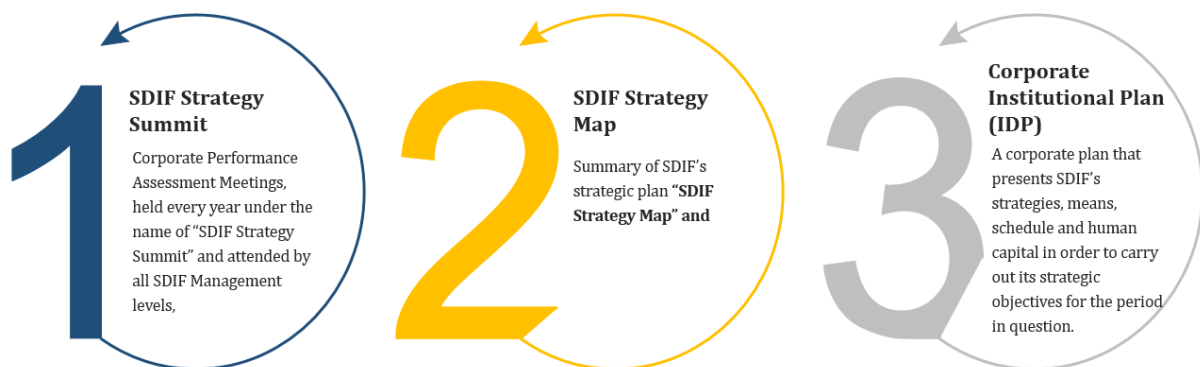 1
SDIF Strategy
Summit
Corporate Performance
Assessment Meetings,
held every year under the
name of “SDIF Strategy
Summit” and attended by
all SDIF Management
levels,
2
SDIF Strategy
Map
Summary of SDIF’s
strategic plan “SDIF
Strategy Map” and
3
Corporate
Institutional Plan
(IDP)
A corporate plan that
presents SDIF’s
strategies, means,
schedule and human
capital in order to carry
out its strategic
objectives for the period
in question.